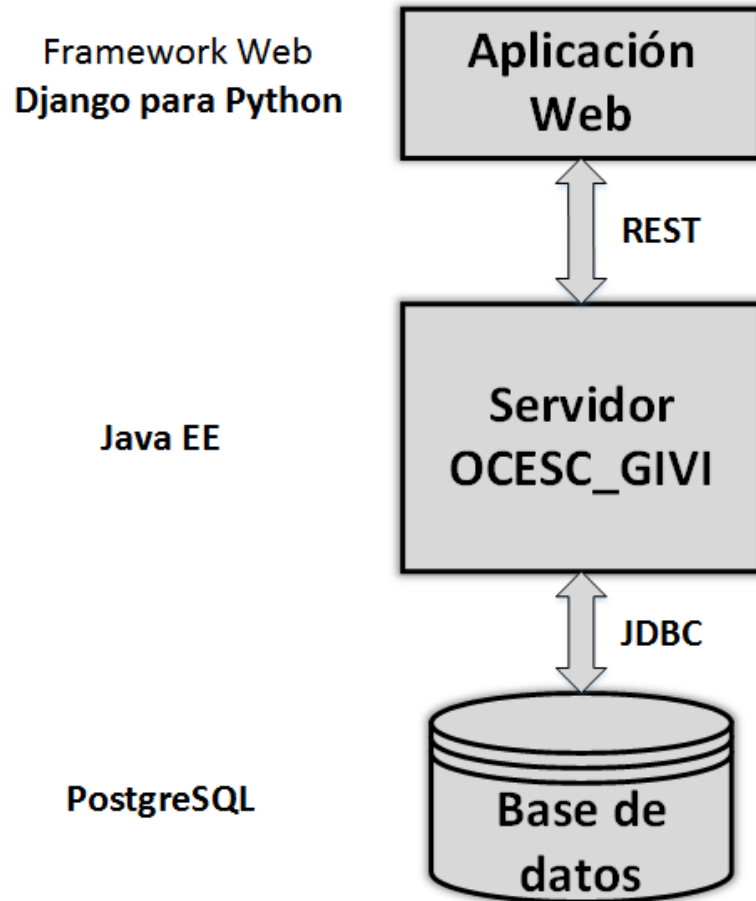 Framework Web
Django para Python
Aplicación
Web
REST
Java EE
Servidor
OCESC_GIVI
JDBC
PostgreSQL
Base de
datos